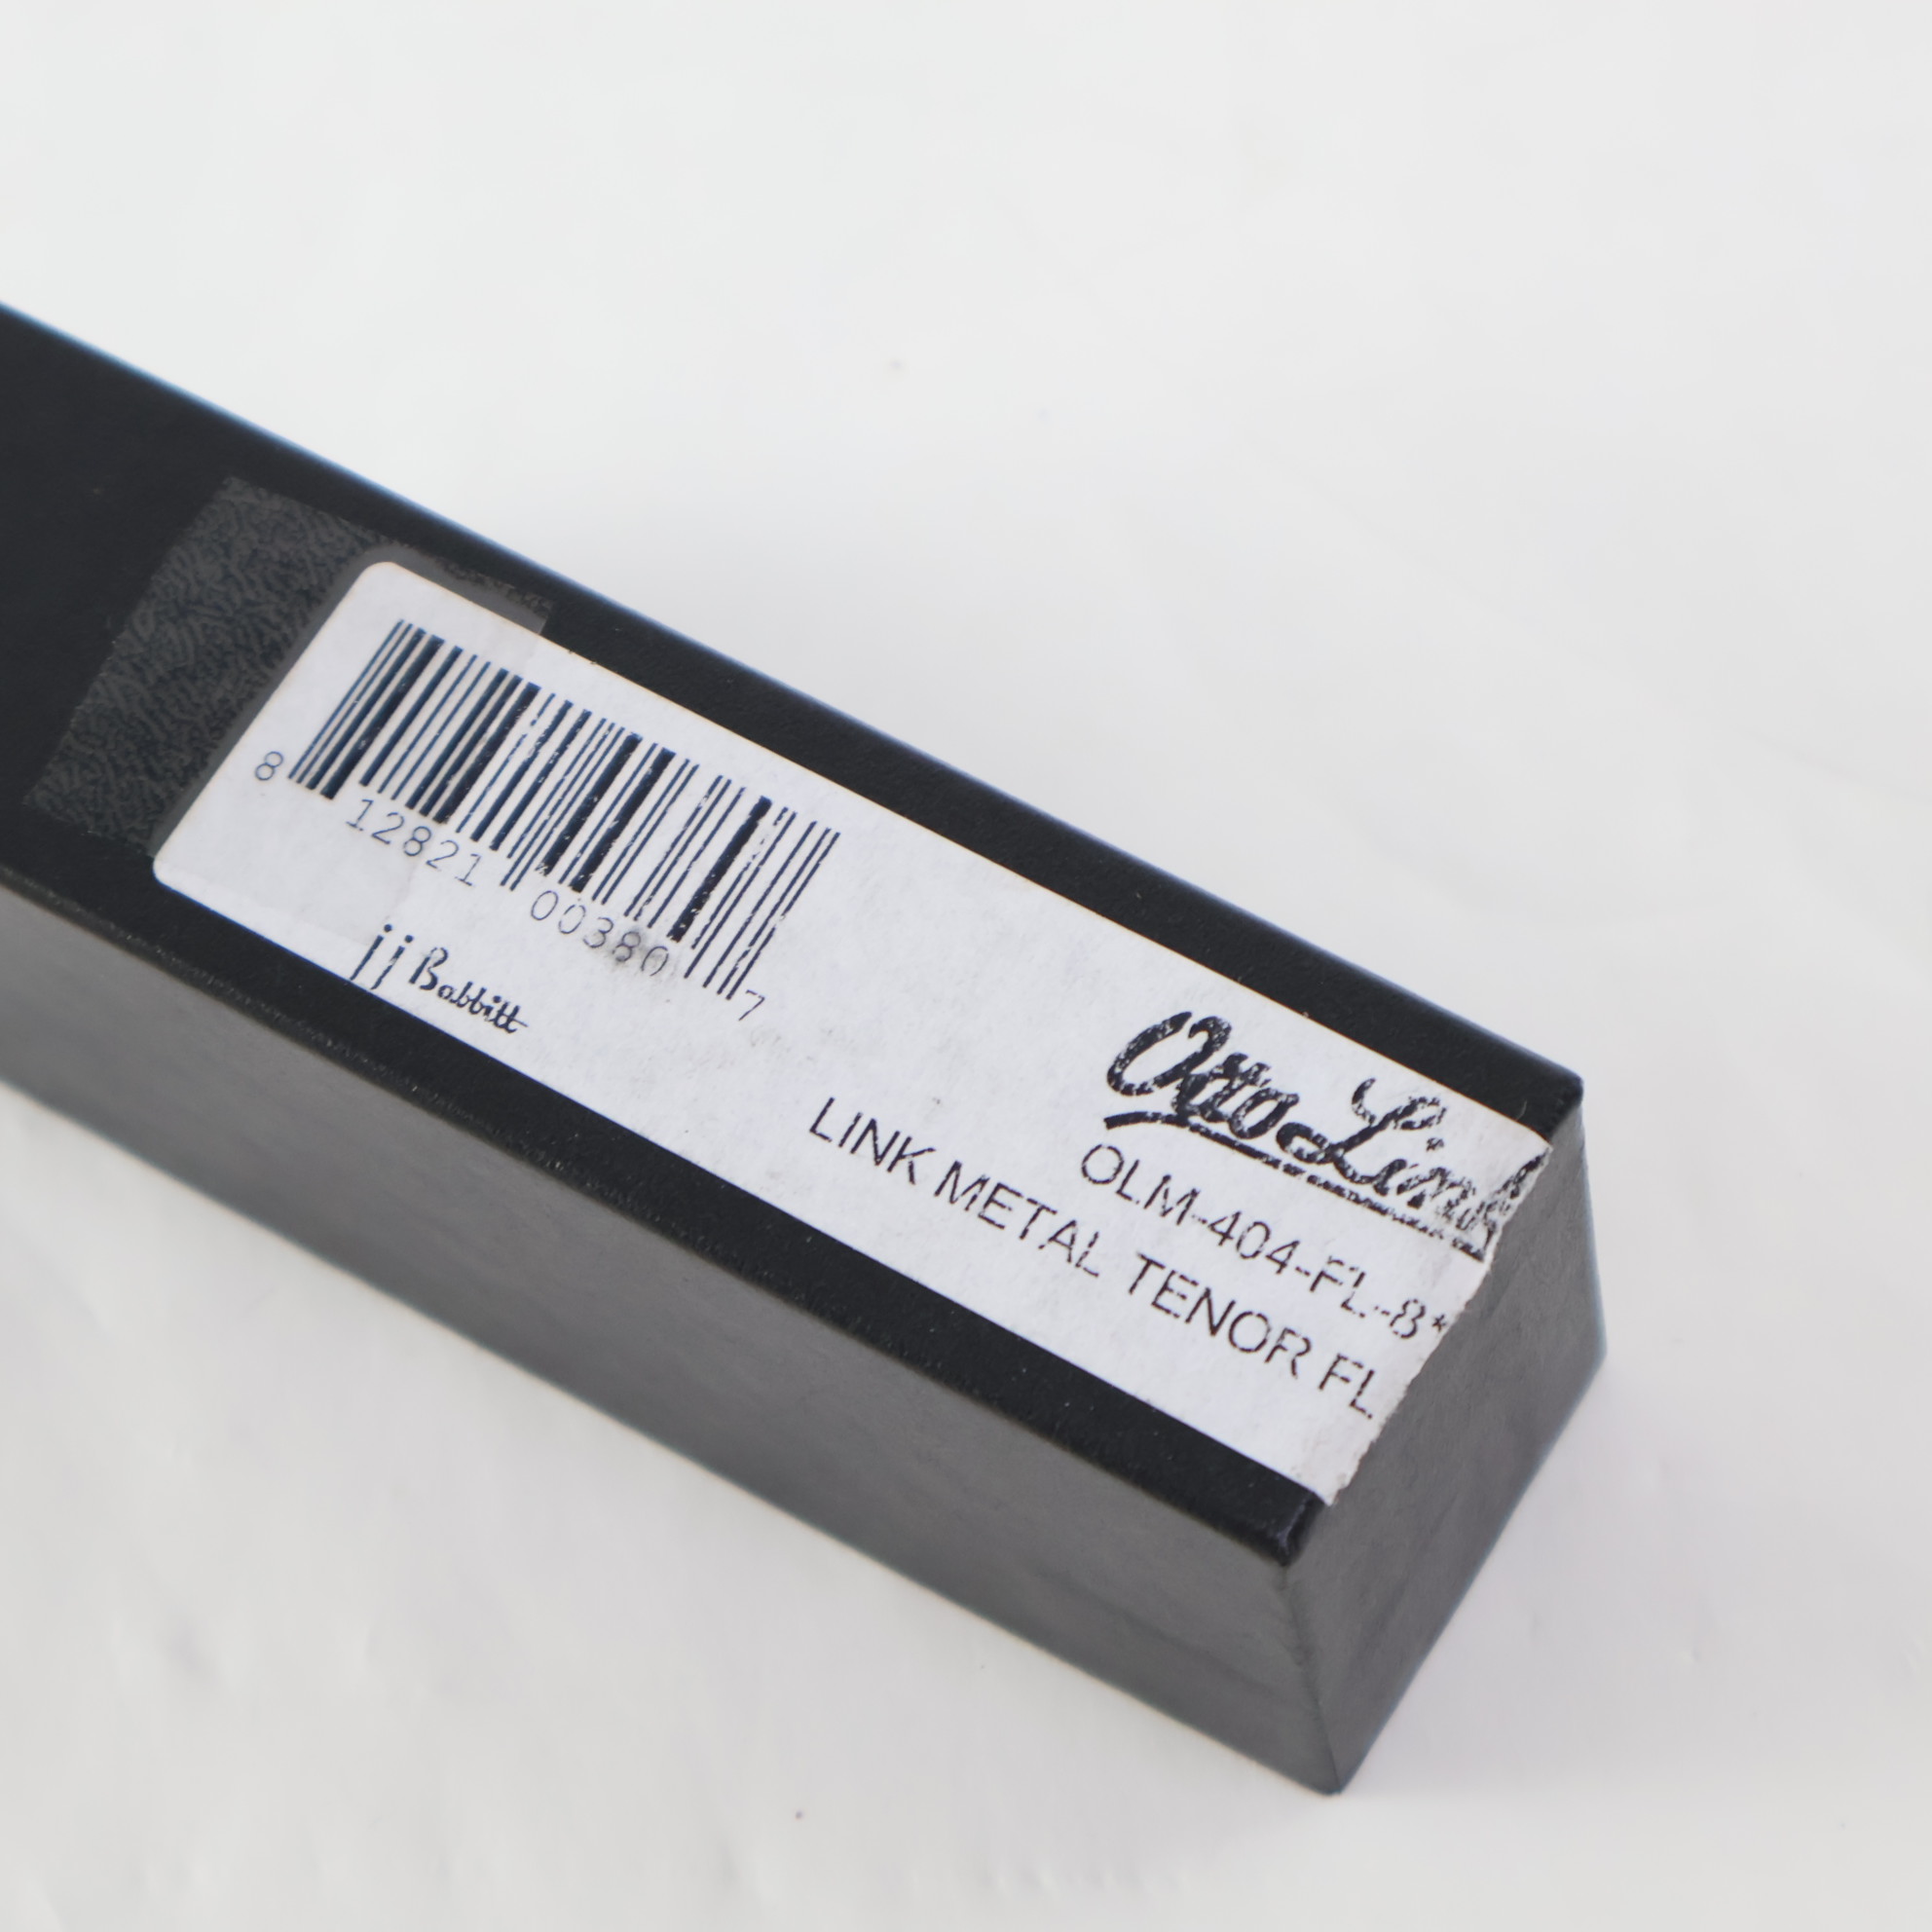 8 12821 00380 7
jj Babbitt
Otto Link
OLM-404-FL-8*
LINK METAL TENOR FL